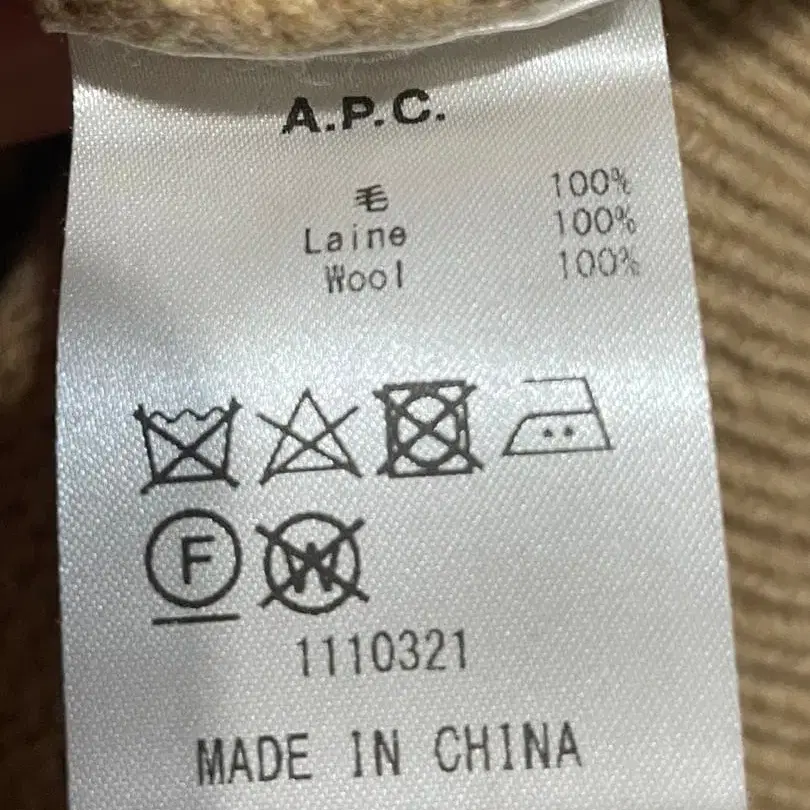 A.P.C.
毛 100%
Laine 100%
Wool 100%
F W
1110321
MADE IN CHINA